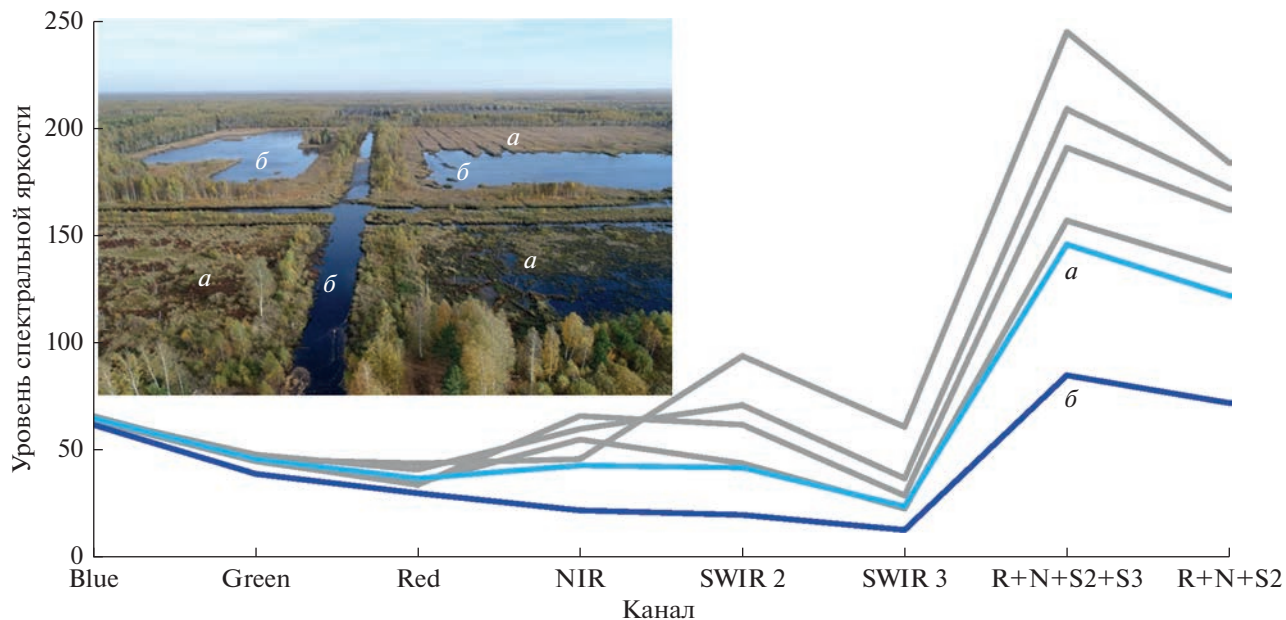 Уровень спектральной яркости
250
200
150
100
50
0
а
б
б
а
б
а
а
б
Blue Green Red NIR SWIR 2 SWIR 3 R+N+S2+S3 R+N+S2
Канал